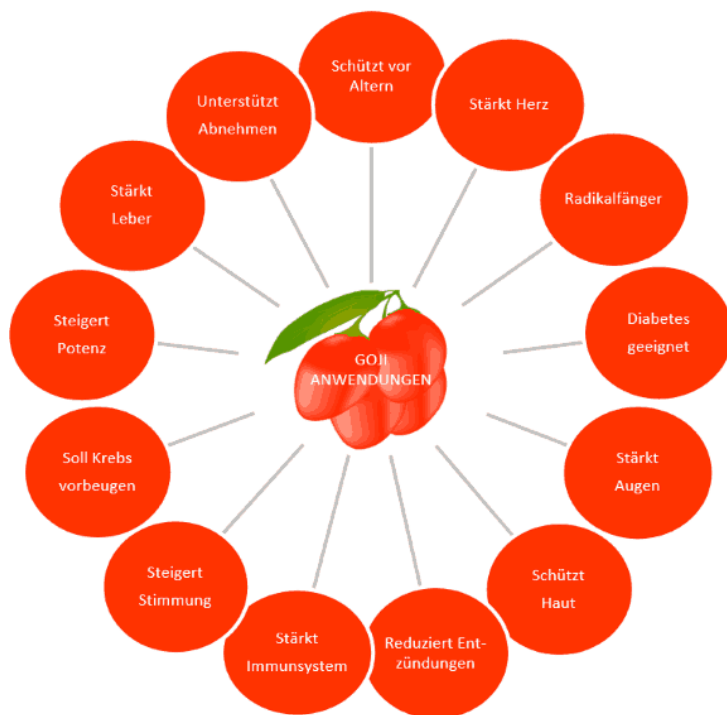 Schützt vor
Altern
Stärkt Herz
Radikalfänger
Diabetes
geeignet
Stärkt
Augen
Schützt
Haut
Reduziert Ent-
zündungen
Stärkt
Immunsystem
Steigert
Stimmung
Soll Krebs
vorbeugen
Steigert
Potenz
Stärkt
Leber
Unterstützt
Abnehmen
GOJI
ANWENDUNGEN